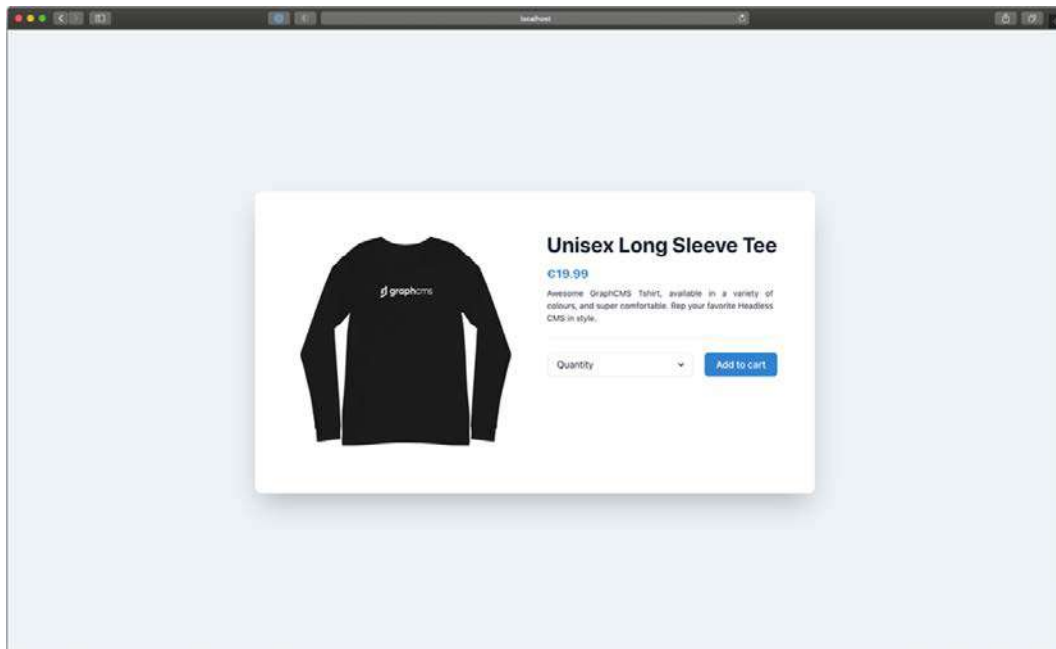 localhost
graphcms
Unisex Long Sleeve Tee
€19.99
Awesome GraphCMS Tshirt, available in a variety of
colours, and super comfortable. Rep your favorite Headless
CMS in style.
Quantity
Add to cart